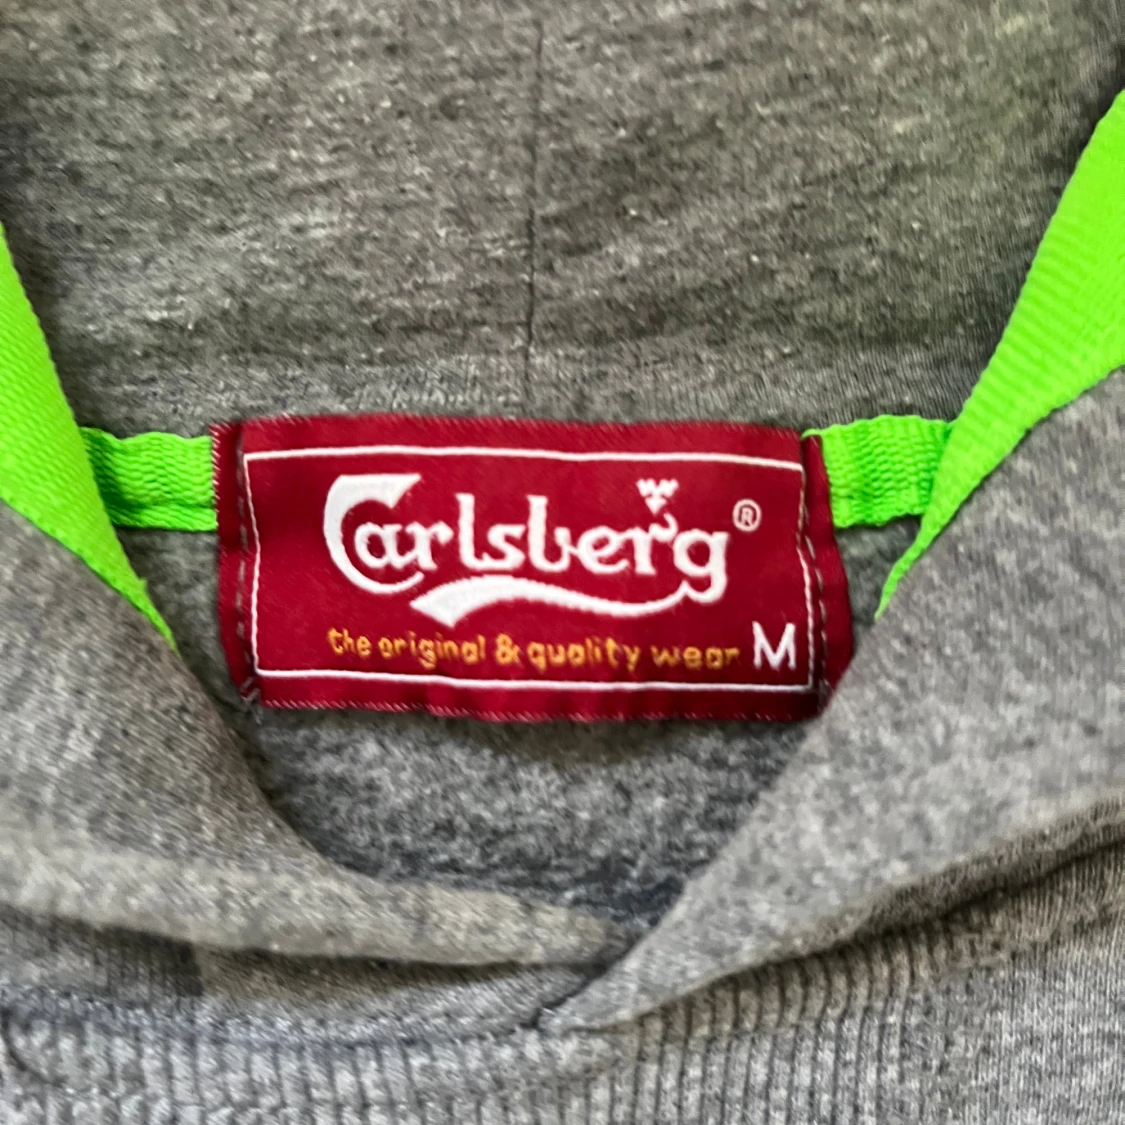 Carlsberg ®
the original & quality wear M